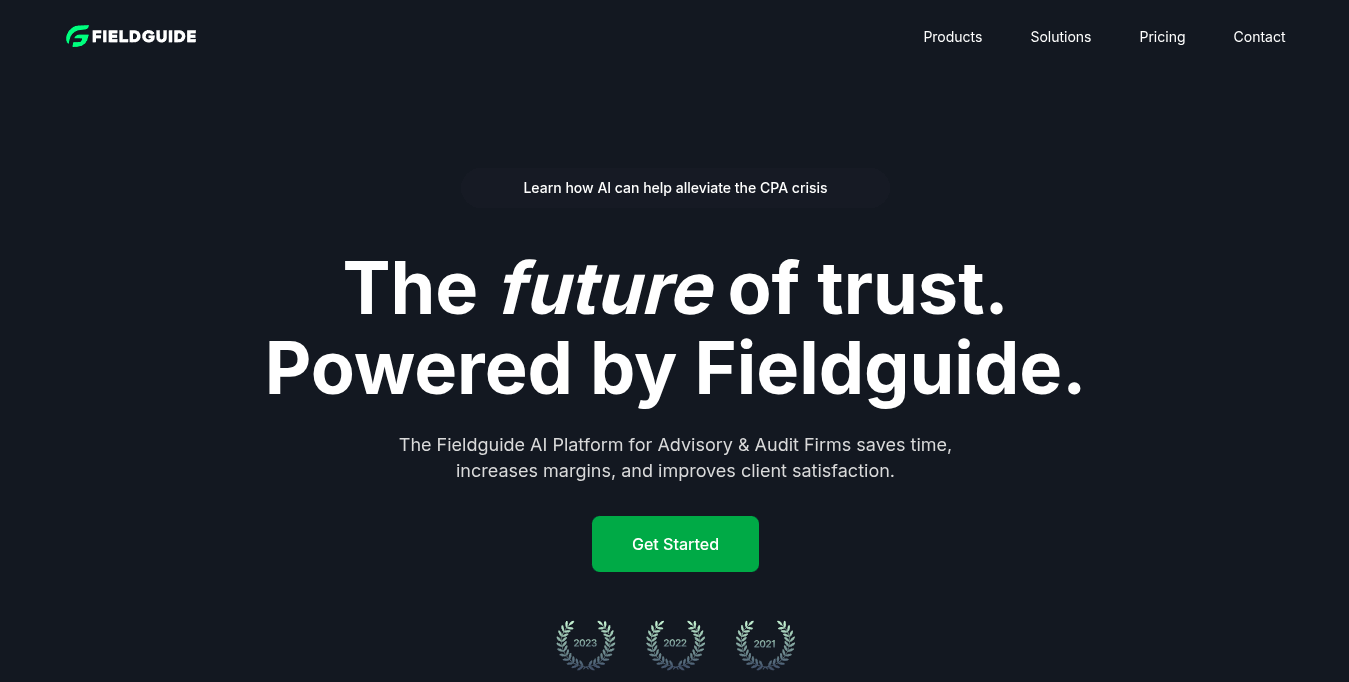 FIELDGUIDE
Products
Solutions
Pricing
Contact
Learn how AI can help alleviate the CPA crisis
The future of trust.
Powered by Fieldguide.
The Fieldguide AI Platform for Advisory & Audit Firms saves time,
increases margins, and improves client satisfaction.
Get Started
2023
2022
2021